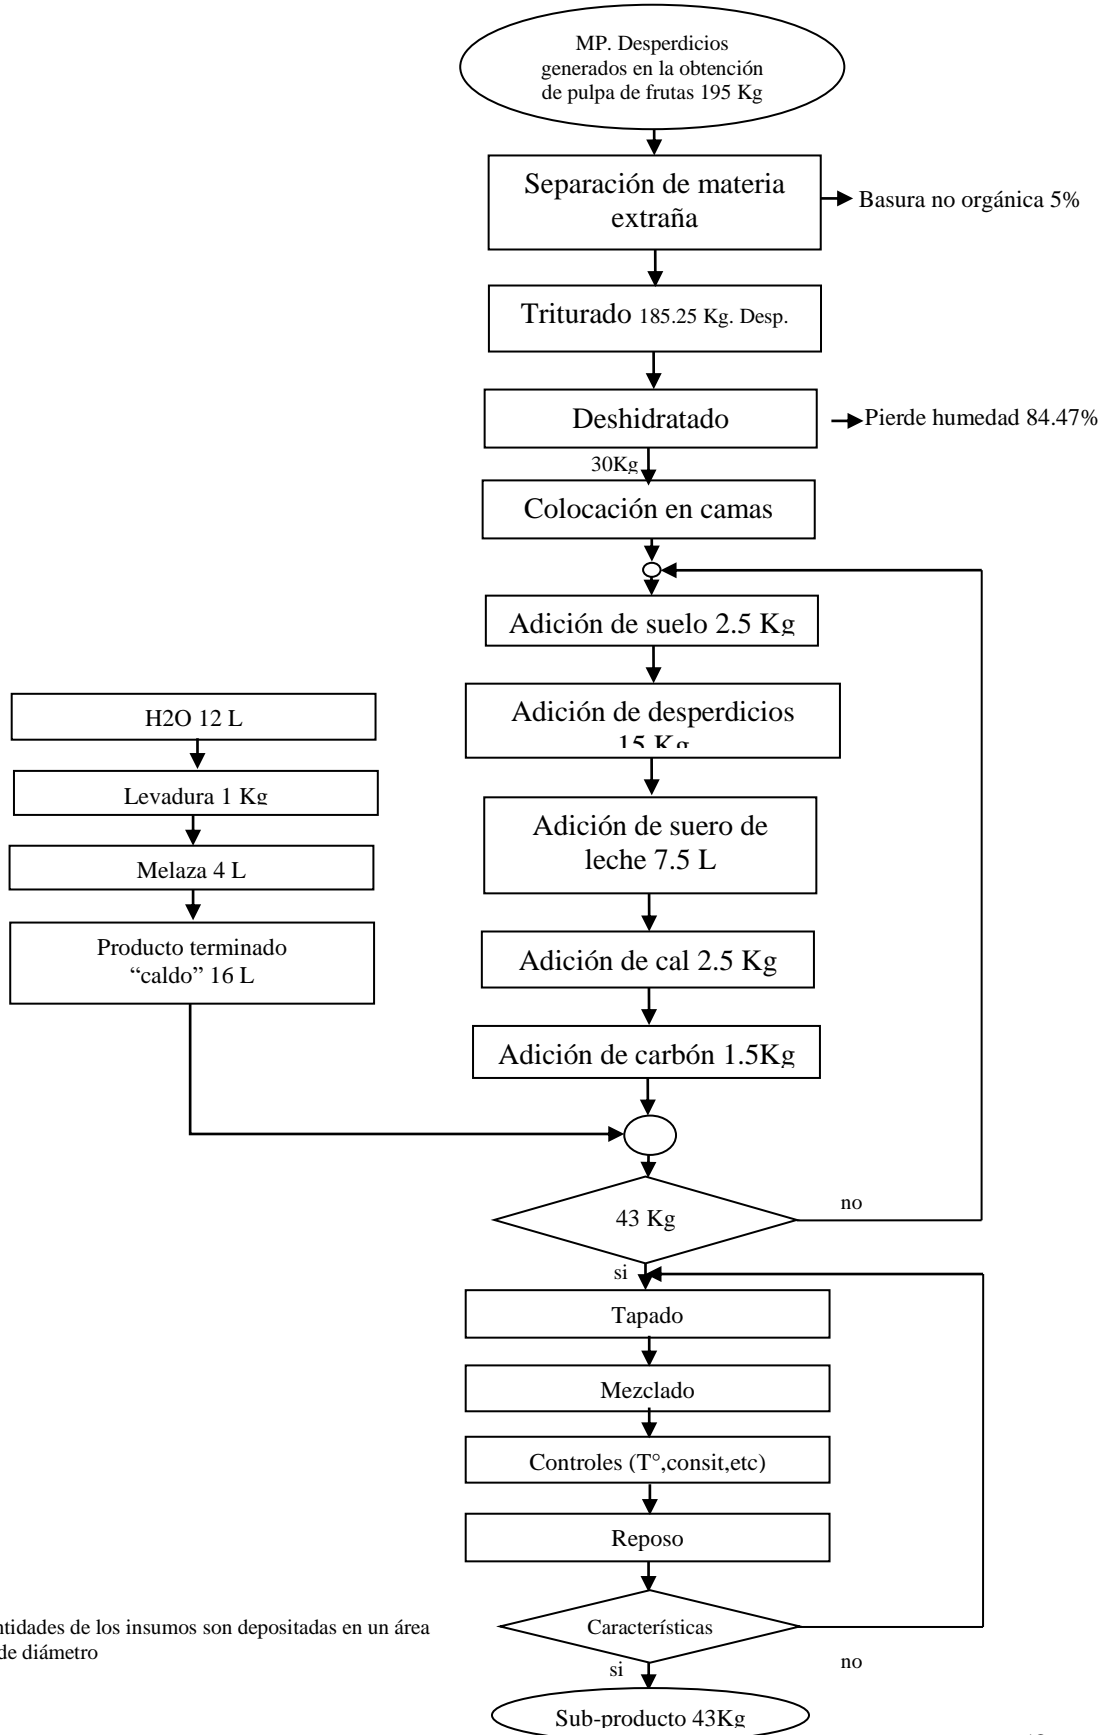 MP. Desperdicios
generados en la obtención
de pulpa de frutas 195 Kg
Separación de materia
extraña
Basura no orgánica 5%
Triturado 185.25 Kg. Desp.
Deshidratado
Pierde humedad 84.47%
30Kg
Colocación en camas
Adición de suelo 2.5 Kg
Adición de desperdicios
15 Kg
Adición de suero de
leche 7.5 L
Adición de cal 2.5 Kg
Adición de carbón 1.5Kg
H2O 12 L
Levadura 1 Kg
Melaza 4 L
Producto terminado
“caldo” 16 L
43 Kg
no
si
Tapado
Mezclado
Controles (T°,consit,etc)
Reposo
Características
no
si
Sub-producto 43Kg
ntidades de los insumos son depositadas en un área
de diámetro